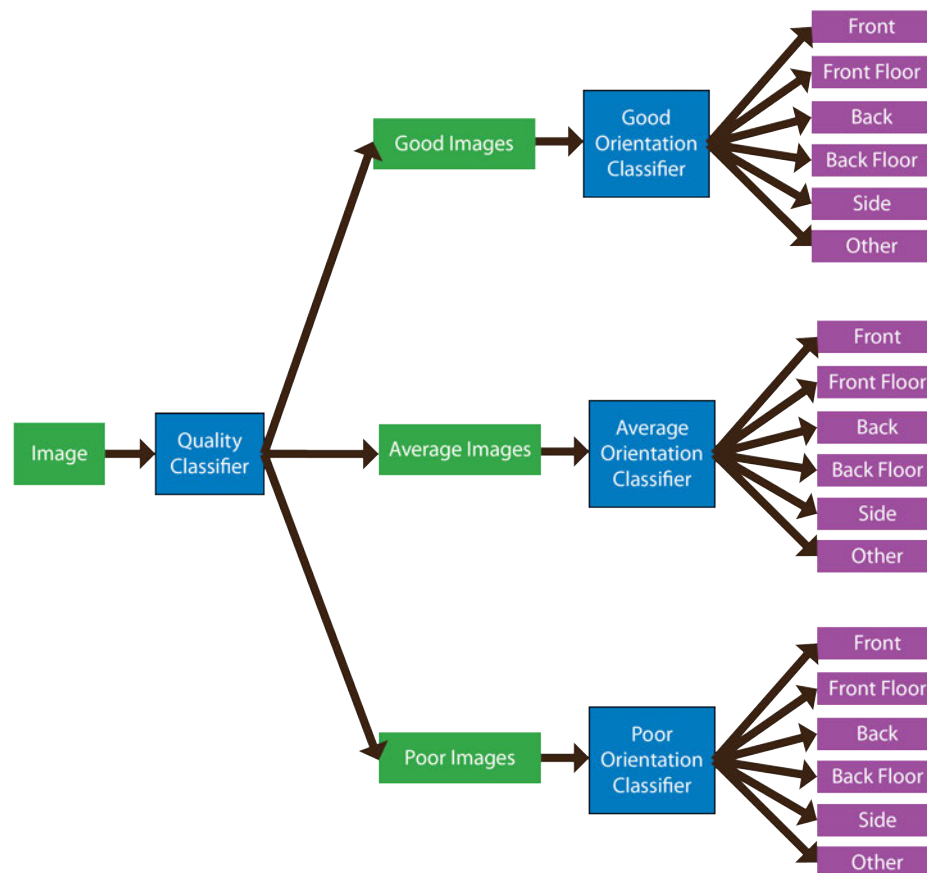 Front
Front Floor
Back
Back Floor
Side
Other
Good Images
Good
Orientation
Classifier
Front
Front Floor
Back
Back Floor
Side
Other
Image
Quality
Classifier
Average Images
Average
Orientation
Classifier
Front
Front Floor
Back
Back Floor
Side
Other
Poor Images
Poor
Orientation
Classifier